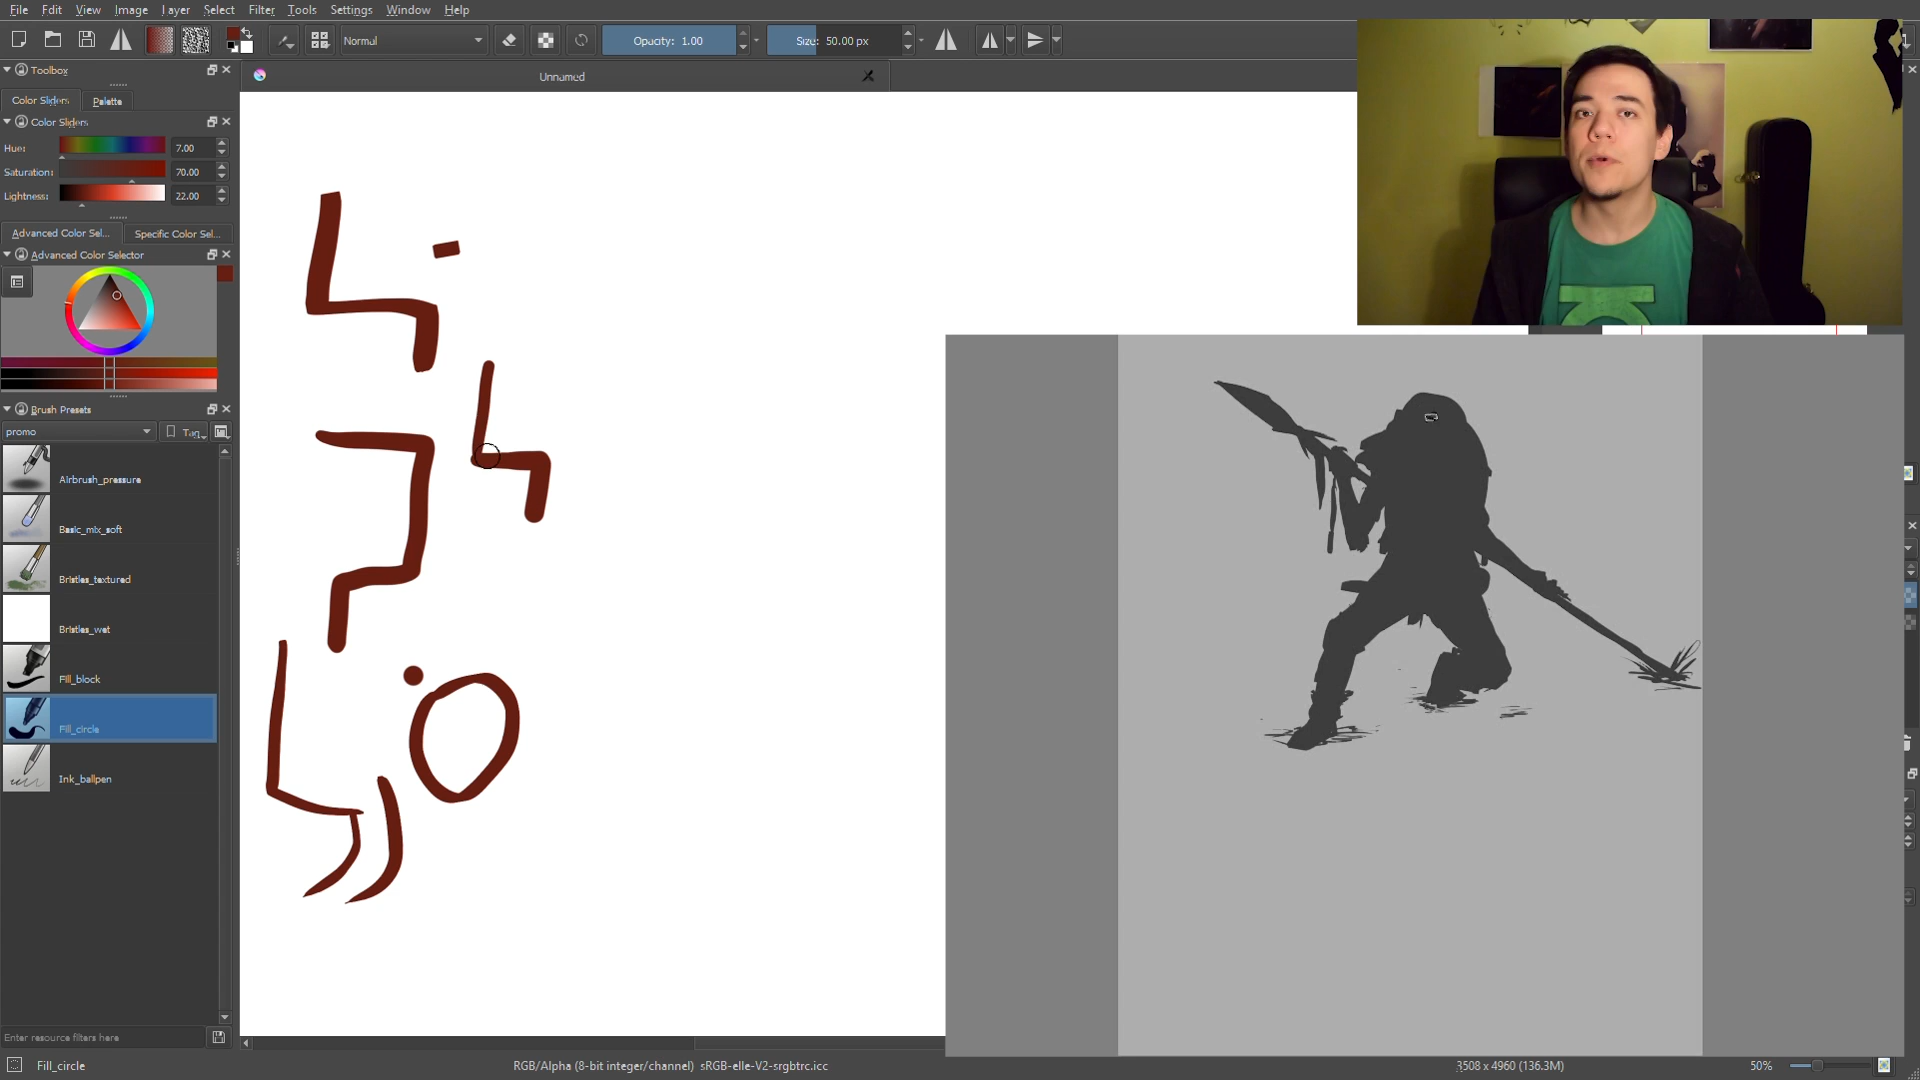 File Edit View Image Layer Select Filter Tools Settings Window Help
Normal Opacity: 1.00 Size: 50.00 px
Toolbox
Unnamed
Color Sliders Palette
Color Sliders
Hue: 7.00
Saturation: 70.00
Lightness: 22.00
Advanced Color Sel... Specific Color Sel...
Advanced Color Selector
Brush Presets
promo Tag
Airbrush_pressure
Basic_mix_soft
Bristles_textured
Bristles_wet
Fill_block
Fill_circle
Ink_ballpen
Enter resource filters here
Fill_circle RGB/Alpha (8-bit integer/channel) sRGB-elle-V2-srgbtrc.icc 3508 x 4960 (136.3M) 50%